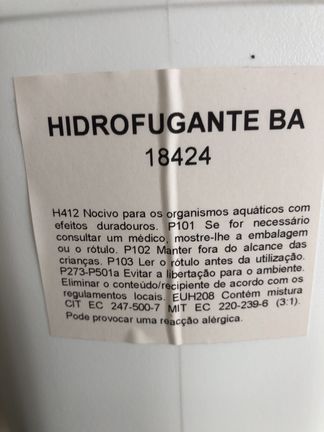 HIDROFUGANTE BA
18424
H412 Nocivo para os organismos aquáticos com
efeitos duradouros. P101 Se for necessário
consultar um médico, mostre-lhe a embalagem
ou o rótulo. P102 Manter fora do alcance das
crianças. P103 Ler o rótulo antes da utilização.
P273-P501a Evitar a libertação para o ambiente.
Eliminar o conteúdo/recipiente de acordo com os
regulamentos locais. EUH208 Contém mistura
CIT EC 247-500-7 MIT EC 220-239-6 (3:1).
Pode provocar uma reacção alérgica.